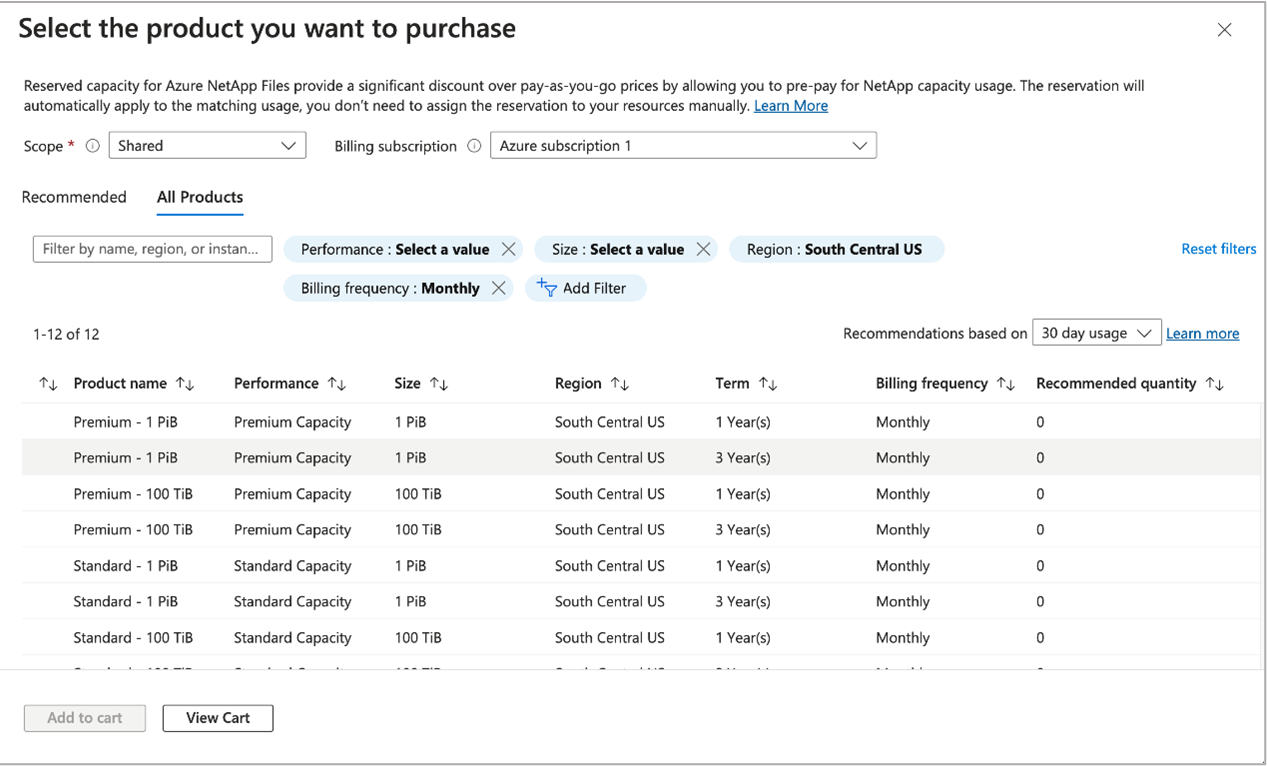 Select the product you want to purchase
Reserved capacity for Azure NetApp Files provide a significant discount over pay-as-you-go prices by allowing you to pre-pay for NetApp capacity usage. The reservation will
automatically apply to the matching usage, you don't need to assign the reservation to your resources manually. Learn More
Scope * Shared Billing subscription Azure subscription 1
Recommended All Products
Filter by name, region, or instan... Performance : Select a value Size : Select a value Region : South Central US Reset filters
Billing frequency : Monthly Add Filter
1-12 of 12 Recommendations based on 30 day usage Learn more
Product name Performance Size Region Term Billing frequency Recommended quantity
Premium - 1 PiB Premium Capacity 1 PiB South Central US 1 Year(s) Monthly 0
Premium - 1 PiB Premium Capacity 1 PiB South Central US 3 Year(s) Monthly 0
Premium - 100 TiB Premium Capacity 100 TiB South Central US 1 Year(s) Monthly 0
Premium - 100 TiB Premium Capacity 100 TiB South Central US 3 Year(s) Monthly 0
Standard - 1 PiB Standard Capacity 1 PiB South Central US 1 Year(s) Monthly 0
Standard - 1 PiB Standard Capacity 1 PiB South Central US 3 Year(s) Monthly 0
Standard - 100 TiB Standard Capacity 100 TiB South Central US 1 Year(s) Monthly 0
Add to cart View Cart